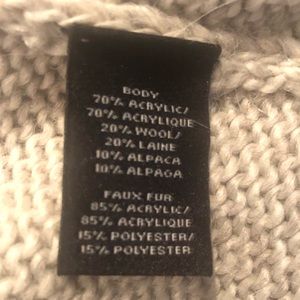 BODY
70% ACRYLIC/
70% ACRYLIQUE
20% WOOL/
20% LAINE
10% ALPACA
10% ALPAGA
FAUX FUR
85% ACRYLIC/
85% ACRYLIQUE
15% POLYESTER/
15% POLYESTER